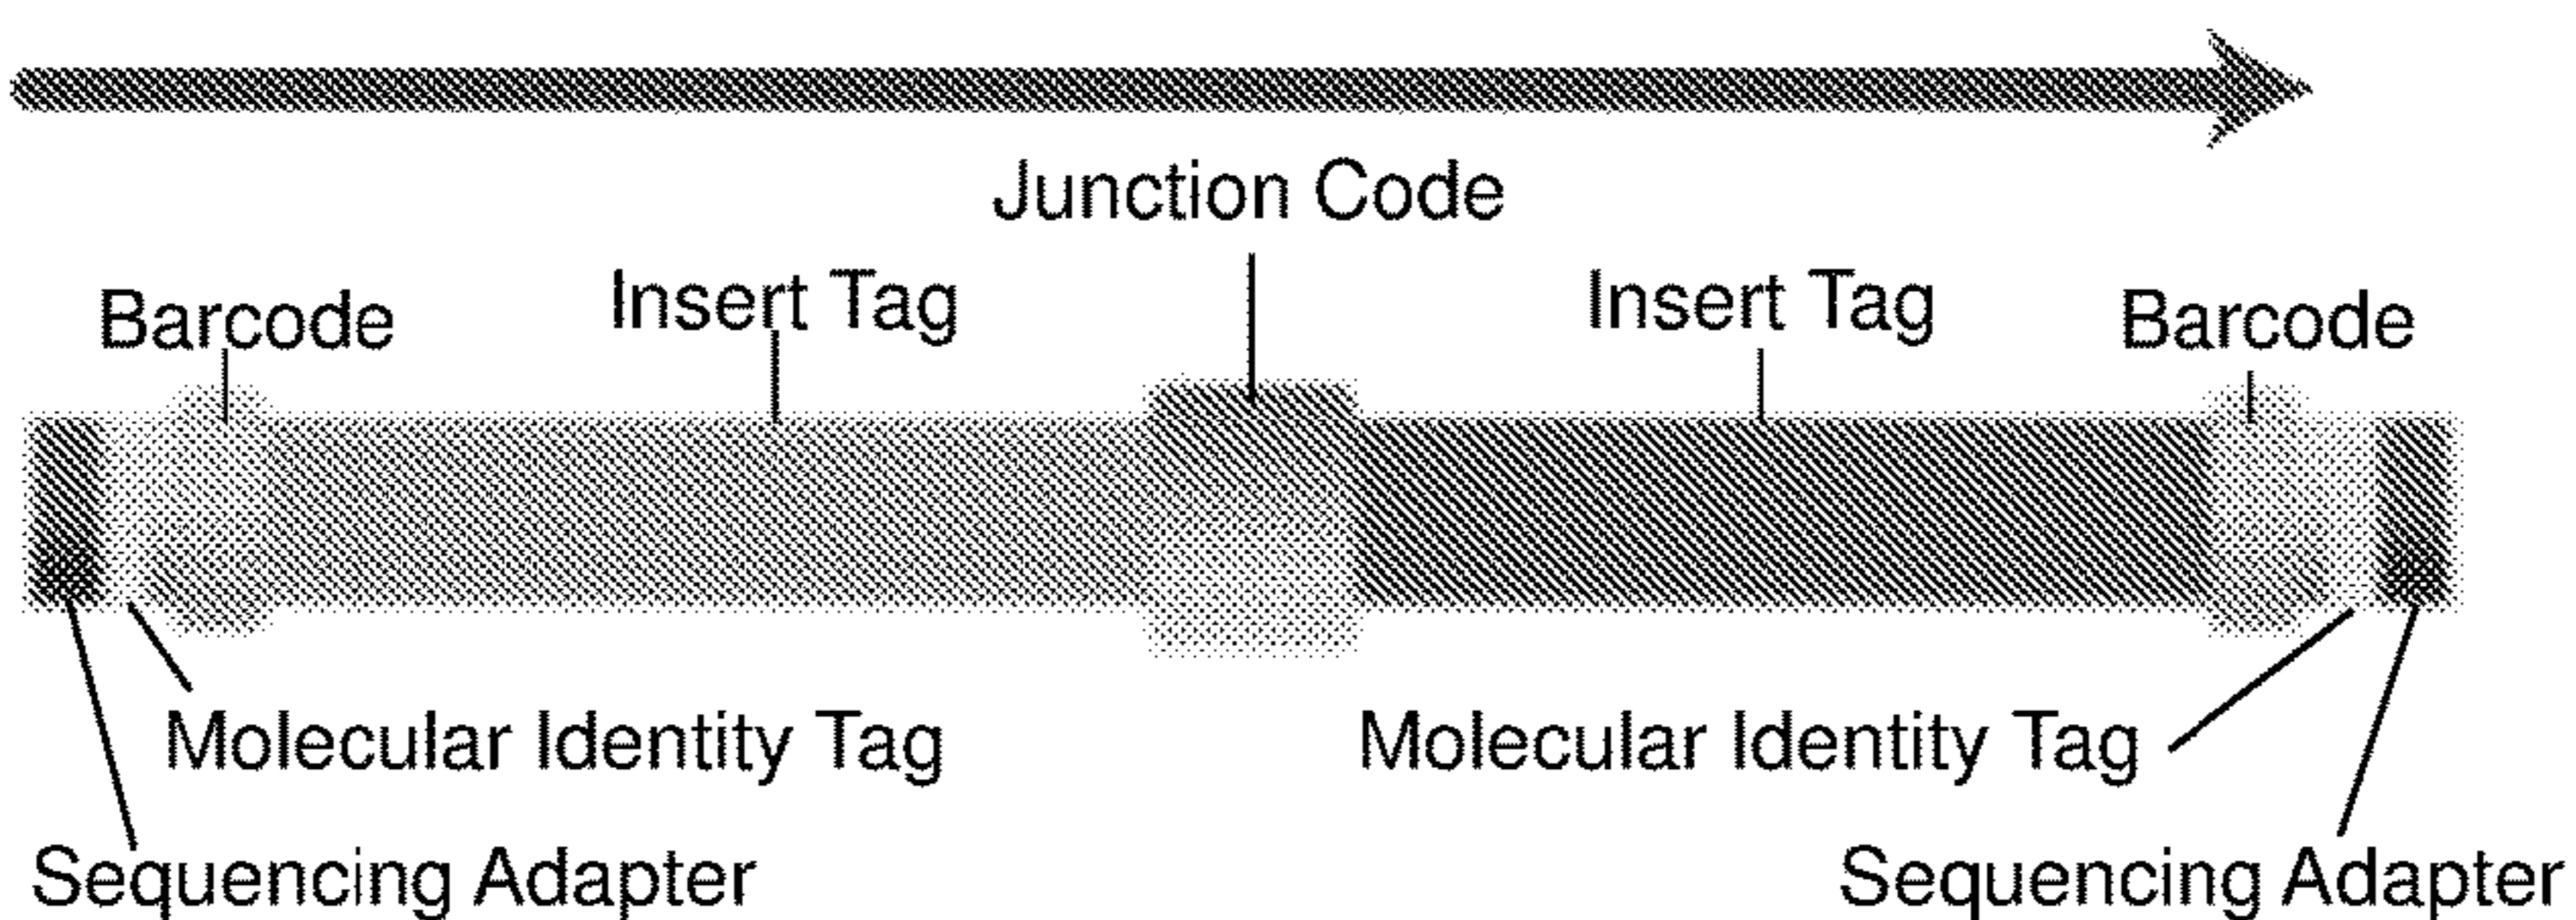 Junction Code
Barcode
Insert Tag
Insert Tag
Barcode
Molecular Identity Tag
Molecular Identity Tag
Sequencing Adapter
Sequencing Adapter